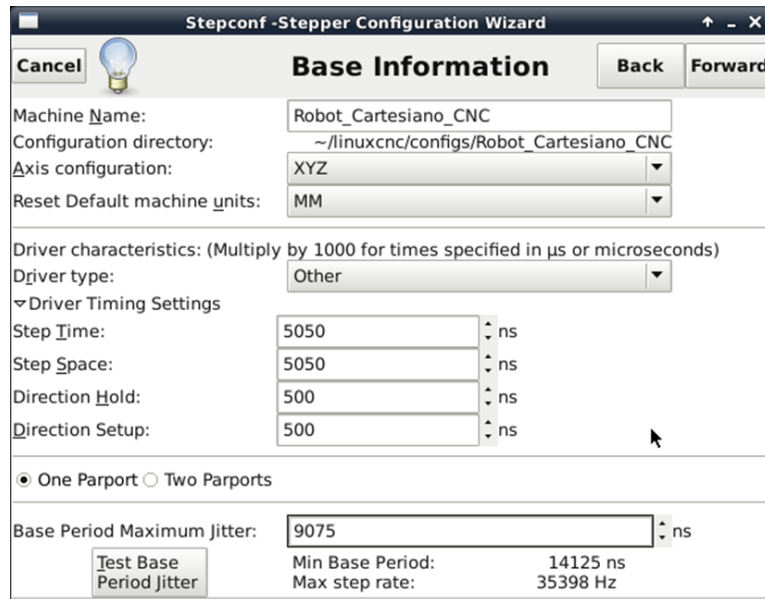 Stepconf -Stepper Configuration Wizard
Cancel
Base Information
Back
Forward
Machine Name:
Robot_Cartesiano_CNC
Configuration directory:
~/linuxcnc/configs/Robot_Cartesiano_CNC
Axis configuration:
XYZ
Reset Default machine units:
MM
Driver characteristics: (Multiply by 1000 for times specified in µs or microseconds)
Driver type:
Other
Driver Timing Settings
Step Time:
5050
ns
Step Space:
5050
ns
Direction Hold:
500
ns
Direction Setup:
500
ns
One Parport
Two Parports
Base Period Maximum Jitter:
9075
ns
Test Base
Period Jitter
Min Base Period:
14125 ns
Max step rate:
35398 Hz